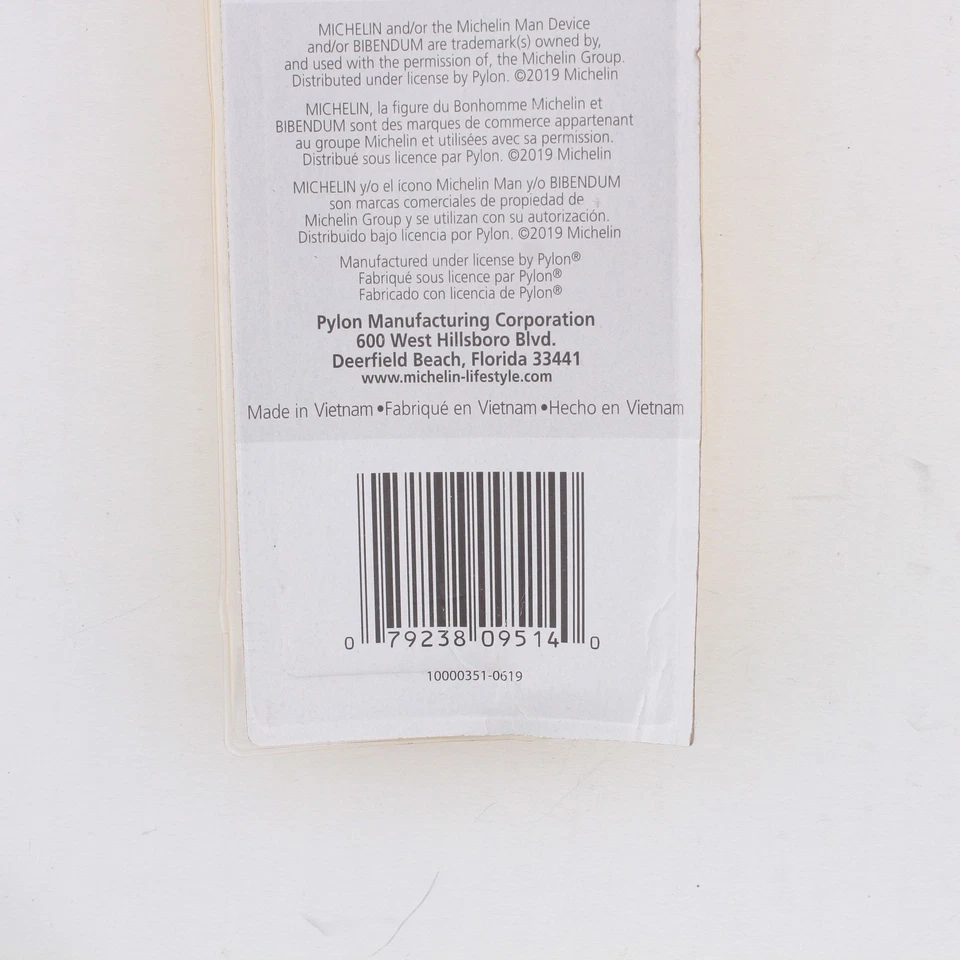 MICHELIN and/or the Michelin Man Device
and/or BIBENDUM are trademark(s) owned by,
and used with the permission of, the Michelin Group.
Distributed under license by Pylon. ©2019 Michelin
MICHELIN, la figure du Bonhomme Michelin et
BIBENDUM sont des marques de commerce appartenant
au groupe Michelin et utilisées avec sa permission.
Distribué sous licence par Pylon. ©2019 Michelin
MICHELIN y/o el ícono Michelin Man y/o BIBENDUM
son marcas comerciales de propiedad de
Michelin Group y se utilizan con su autorización.
Distribuido bajo licencia por Pylon. ©2019 Michelin
Manufactured under license by Pylon®
Fabriqué sous licence par Pylon®
Fabricado con licencia de Pylon®
Pylon Manufacturing Corporation
600 West Hillsboro Blvd.
Deerfield Beach, Florida 33441
www.michelin-lifestyle.com
Made in Vietnam •Fabriqué en Vietnam •Hecho en Vietnam
0 79238 09514 0
10000351-0619